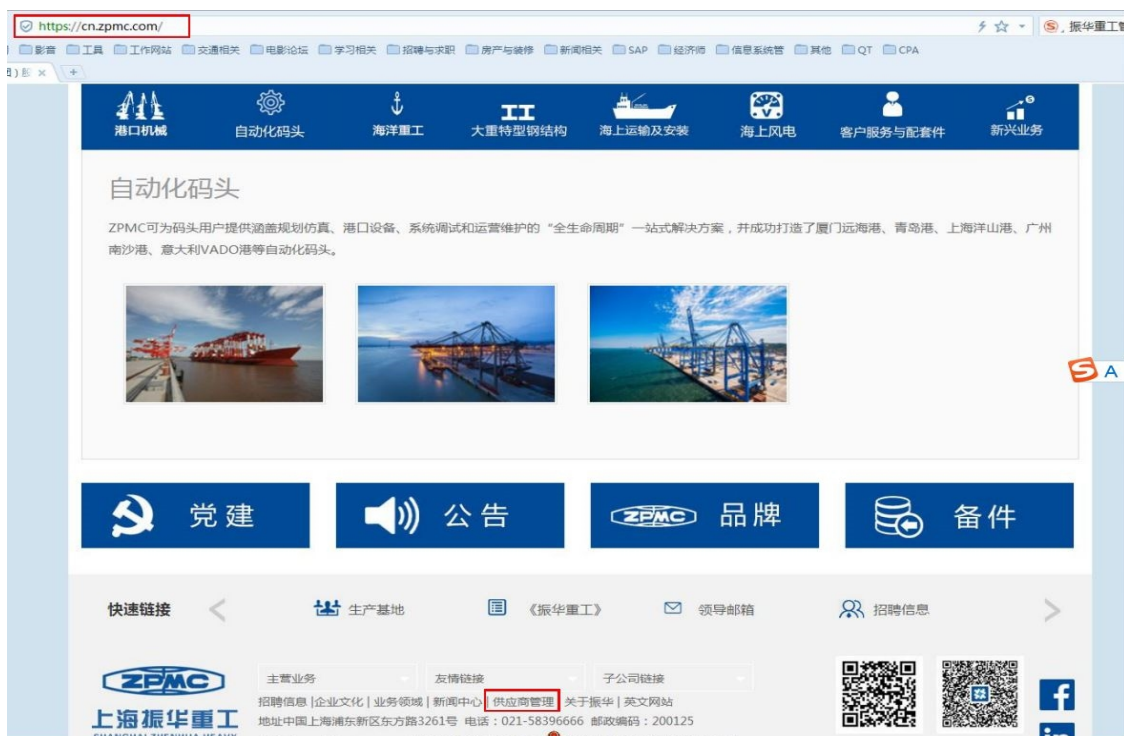 https://cn.zpmc.com/
振华重工
影音 工具 工作网站 交通相关 电影论坛 学习相关 招聘与求职 房产与装修 新闻相关 SAP 经济师 信息系统管 其他 QT CPA
港口机械 自动化码头 海洋重工 大重特型钢结构 海上运输及安装 海上风电 客户服务与配套件 新兴业务
自动化码头
ZPMC可为码头用户提供涵盖规划仿真、港口设备、系统调试和运营维护的“全生命周期”一站式解决方案，并成功打造了厦门远海港、青岛港、上海洋山港、广州
南沙港、意大利VADO港等自动化码头。
A
党建 公告 ZPMC 品牌 备件
快速链接 生产基地 《振华重工》 领导邮箱 招聘信息
ZPMC
上海振华重工
主营业务 友情链接 子公司链接
招聘信息 |企业文化 | 业务领域 | 新闻中心 | 供应商管理 | 关于振华 | 英文网站
地址中国上海浦东新区东方路3261号 电话：021-58396666 邮政编码：200125